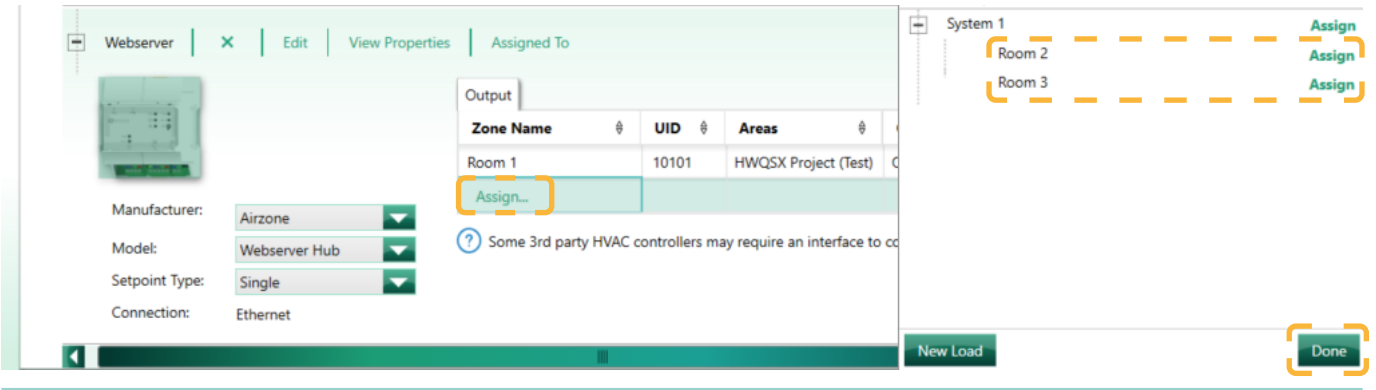 Webserver × Edit View Properties Assigned To
Output
Zone Name UID Areas
Room 1 10101 HWQSX Project (Test)
Assign...
? Some 3rd party HVAC controllers may require an interface to
Manufacturer: Airzone
Model: Webserver Hub
Setpoint Type: Single
Connection: Ethernet
System 1 Assign
Room 2 Assign
Room 3 Assign
New Load Done